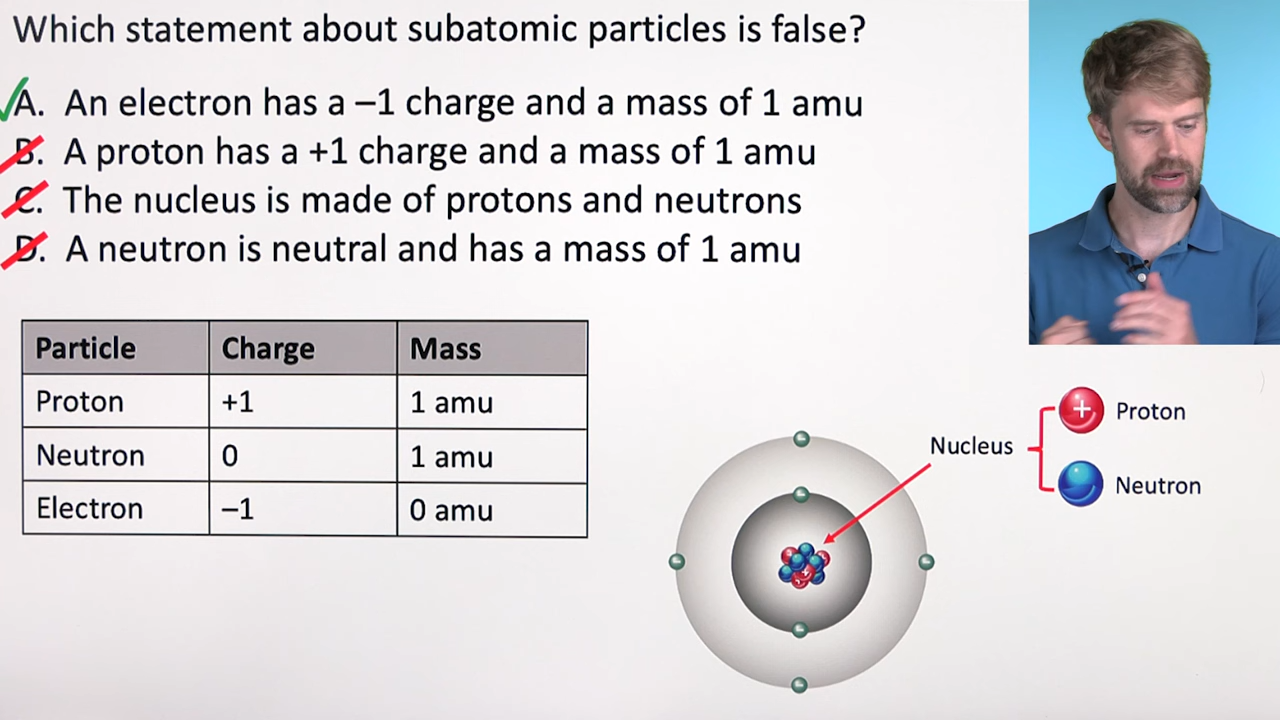 Which statement about subatomic particles is false?
A. An electron has a –1 charge and a mass of 1 amu
B. A proton has a +1 charge and a mass of 1 amu
C. The nucleus is made of protons and neutrons
D. A neutron is neutral and has a mass of 1 amu
Particle Charge Mass
Proton +1 1 amu
Neutron 0 1 amu
Electron –1 0 amu
Nucleus
+ Proton
Neutron